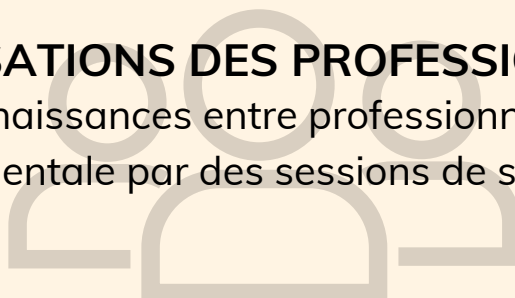 SATIONS DES PROFESSIO
naissances entre professionn
entale par des sessions de s